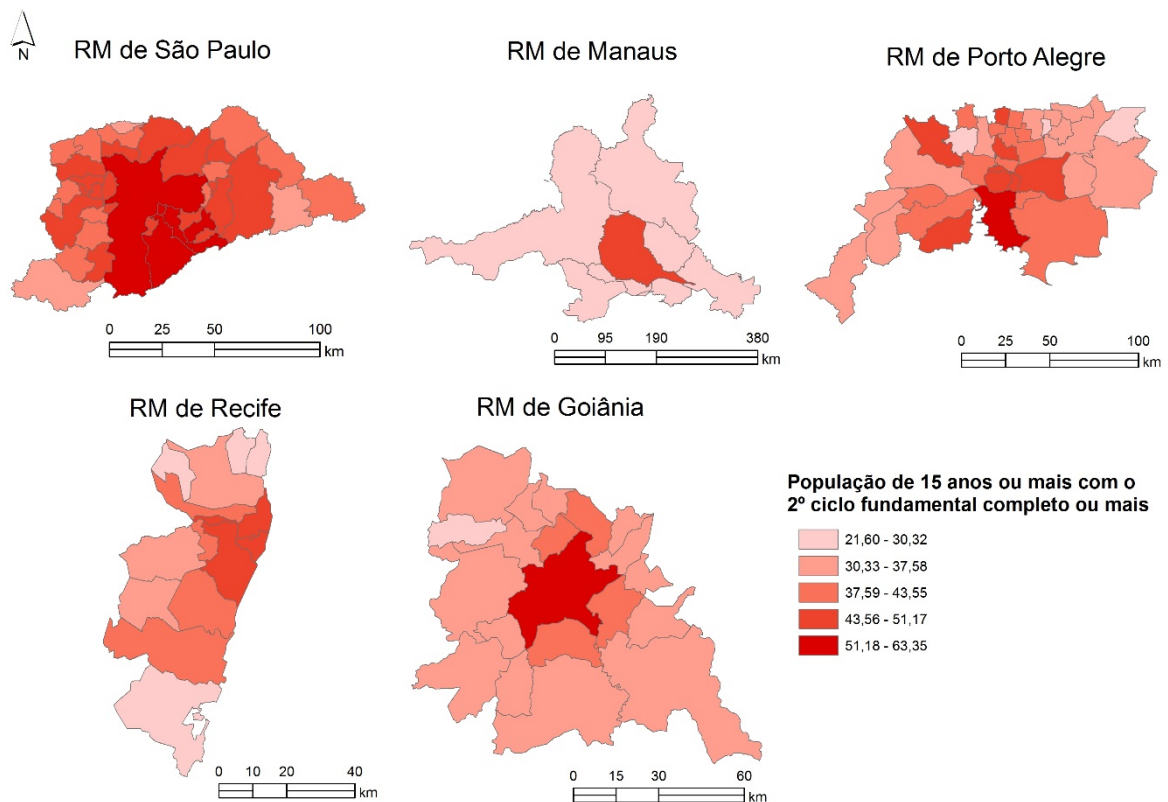 N
RM de São Paulo
RM de Manaus
RM de Porto Alegre
0 25 50 100
km
0 95 190 380
km
0 25 50 100
km
RM de Recife
RM de Goiânia
População de 15 anos ou mais com o
2º ciclo fundamental completo ou mais
21,60 - 30,32
30,33 - 37,58
37,59 - 43,55
43,56 - 51,17
51,18 - 63,35
0 10 20 40
km
0 15 30 60
km